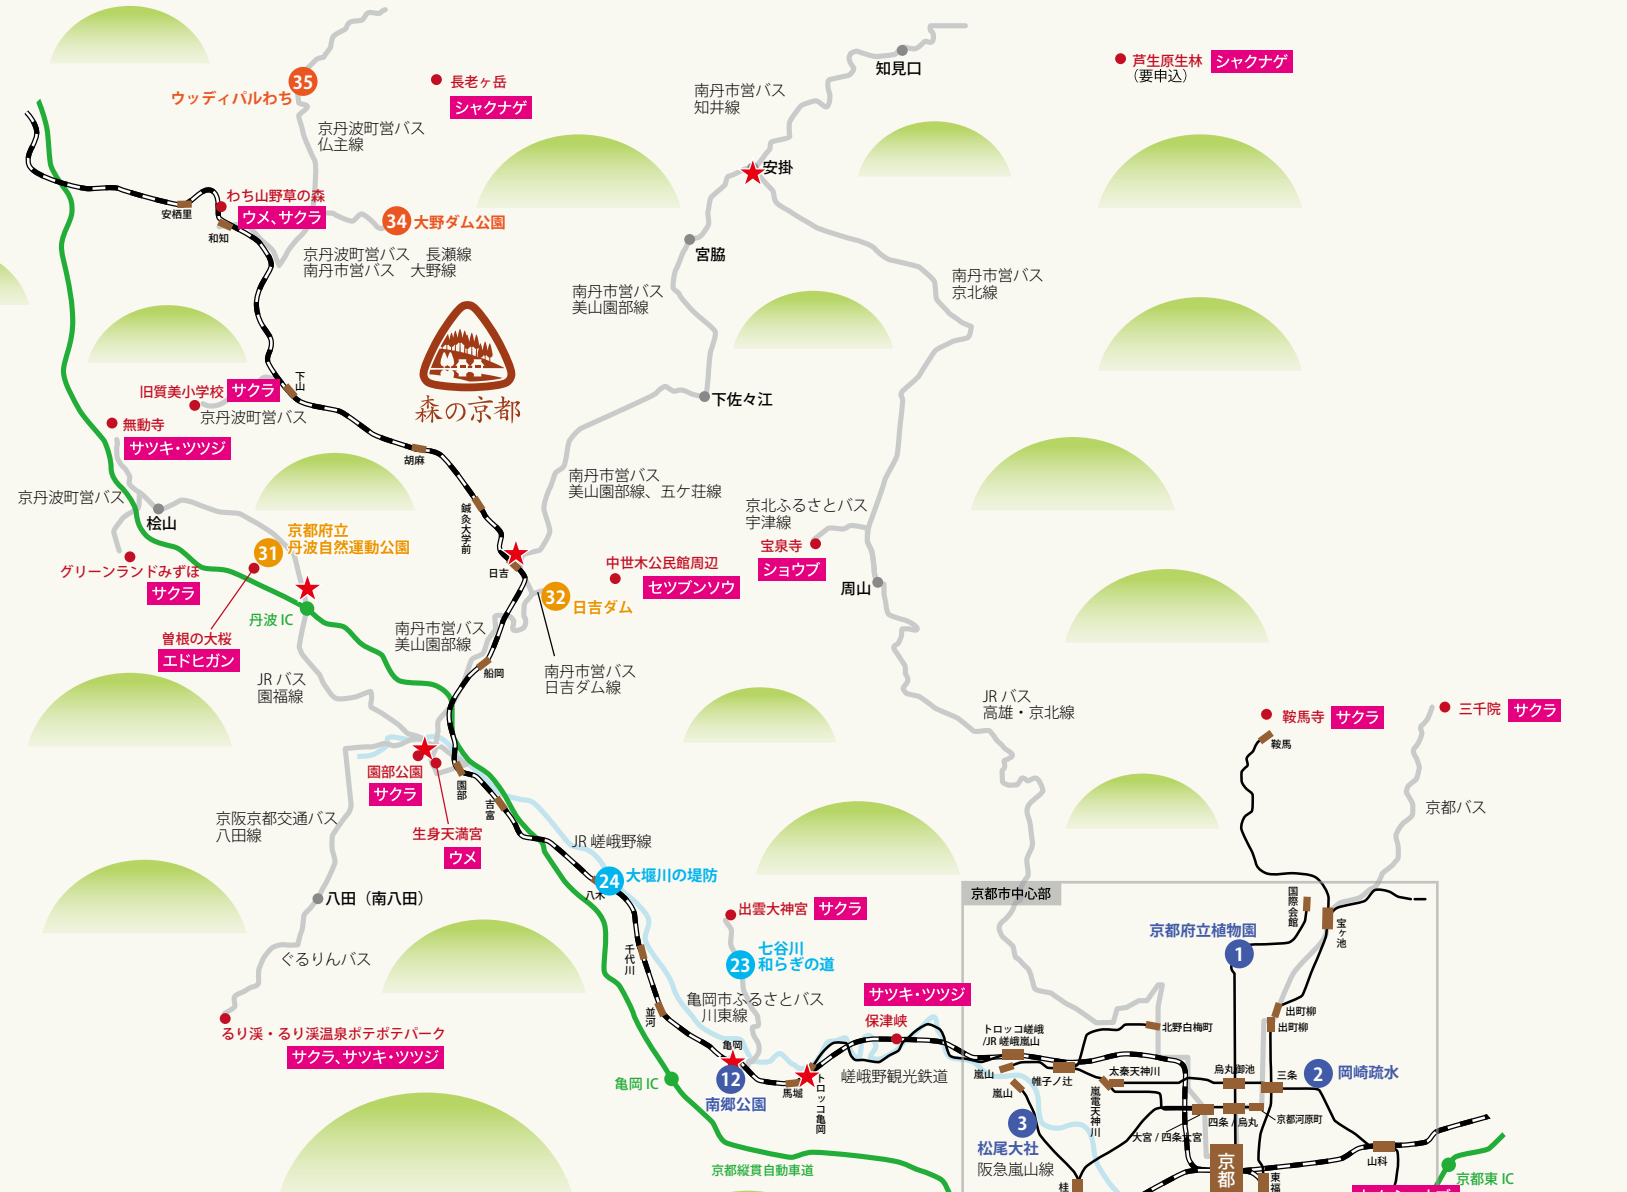 35
ウッディパルわち
長老ヶ岳
シャクナゲ
京丹波町営バス
仏主線
南丹市営バス
知井線
知見口
芦生原生林
（要申込）
シャクナゲ
安掛
安栖里
わち山野草の森
ウメ、サクラ
和知
34
大野ダム公園
京丹波町営バス　長瀬線
南丹市営バス　大野線
宮脇
南丹市営バス
美山園部線
南丹市営バス
京北線
森の京都
下山
旧質美小学校
サクラ
京丹波町営バス
無動寺
サツキ・ツツジ
下佐々江
胡麻
京丹波町営バス
桧山
鍼灸大学前
南丹市営バス
美山園部線、五ケ荘線
京北ふるさとバス
宇津線
宝泉寺
ショウブ
周山
31
京都府立
丹波自然運動公園
グリーンランドみずほ
サクラ
日吉
中世木公民館周辺
セツブンソウ
32
日吉ダム
丹波 IC
曽根の大桜
エドヒガン
南丹市営バス
美山園部線
船岡
南丹市営バス
日吉ダム線
JR バス
園福線
JR バス
高雄・京北線
鞍馬寺
サクラ
鞍馬
三千院
サクラ
園部公園
サクラ
園部
吉富
生身天満宮
ウメ
京阪京都交通バス
八田線
京都バス
JR 嵯峨野線
24
大堰川の堤防
八木
八田（南八田）
出雲大神宮
サクラ
京都市中心部
国際会館
宝ヶ池
京都府立植物園
1
千代川
23
七谷川
和らぎの道
ぐるりんバス
亀岡市ふるさとバス
川東線
サツキ・ツツジ
保津峡
並河
るり渓・るり渓温泉ポテポテパーク
サクラ、サツキ・ツツジ
亀岡
トロッコ嵯峨
/JR 嵯峨嵐山
北野白梅町
出町柳
出町柳
亀岡 IC
12
南郷公園
馬堀
トロッコ亀岡
嵯峨野観光鉄道
嵐山
嵐山
帷子ノ辻
太秦天神川
嵐電天神川
烏丸御池
三条
2
岡崎疏水
3
松尾大社
阪急嵐山線
大宮 / 四条大宮
四条 / 烏丸
京都河原町
京都縦貫自動車道
桂
京都
東福
山科
京都東 IC